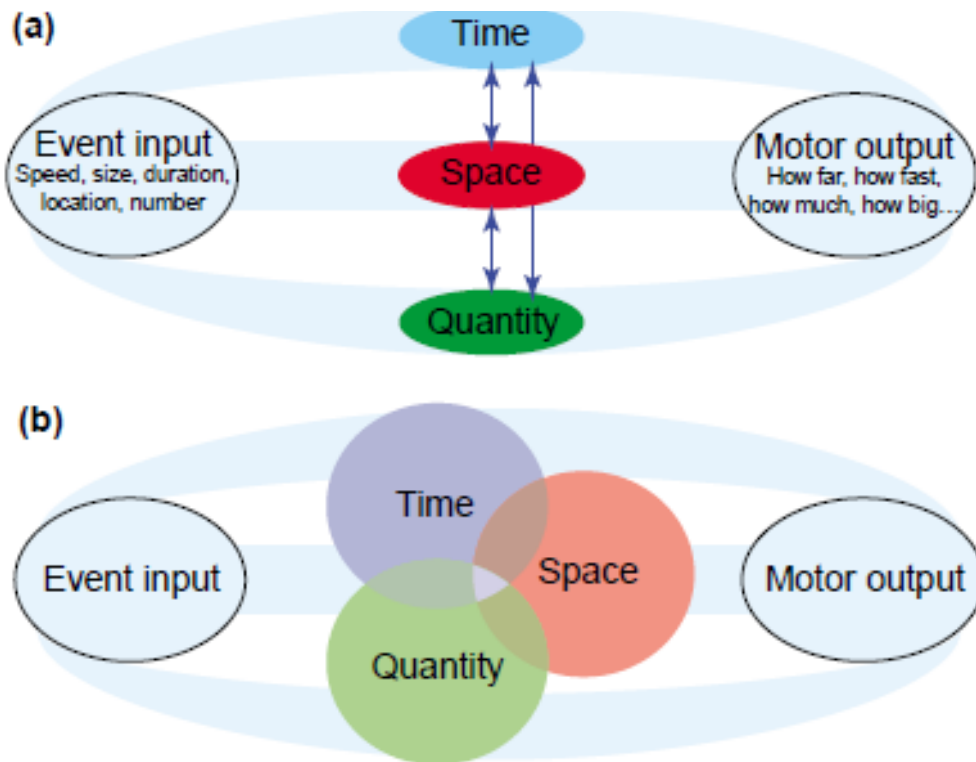 (a)
Time
Event input
Speed, size, duration,
location, number
Space
Motor output
How far, how fast,
how much, how big...
Quantity
(b)
Time
Event input
Space
Motor output
Quantity